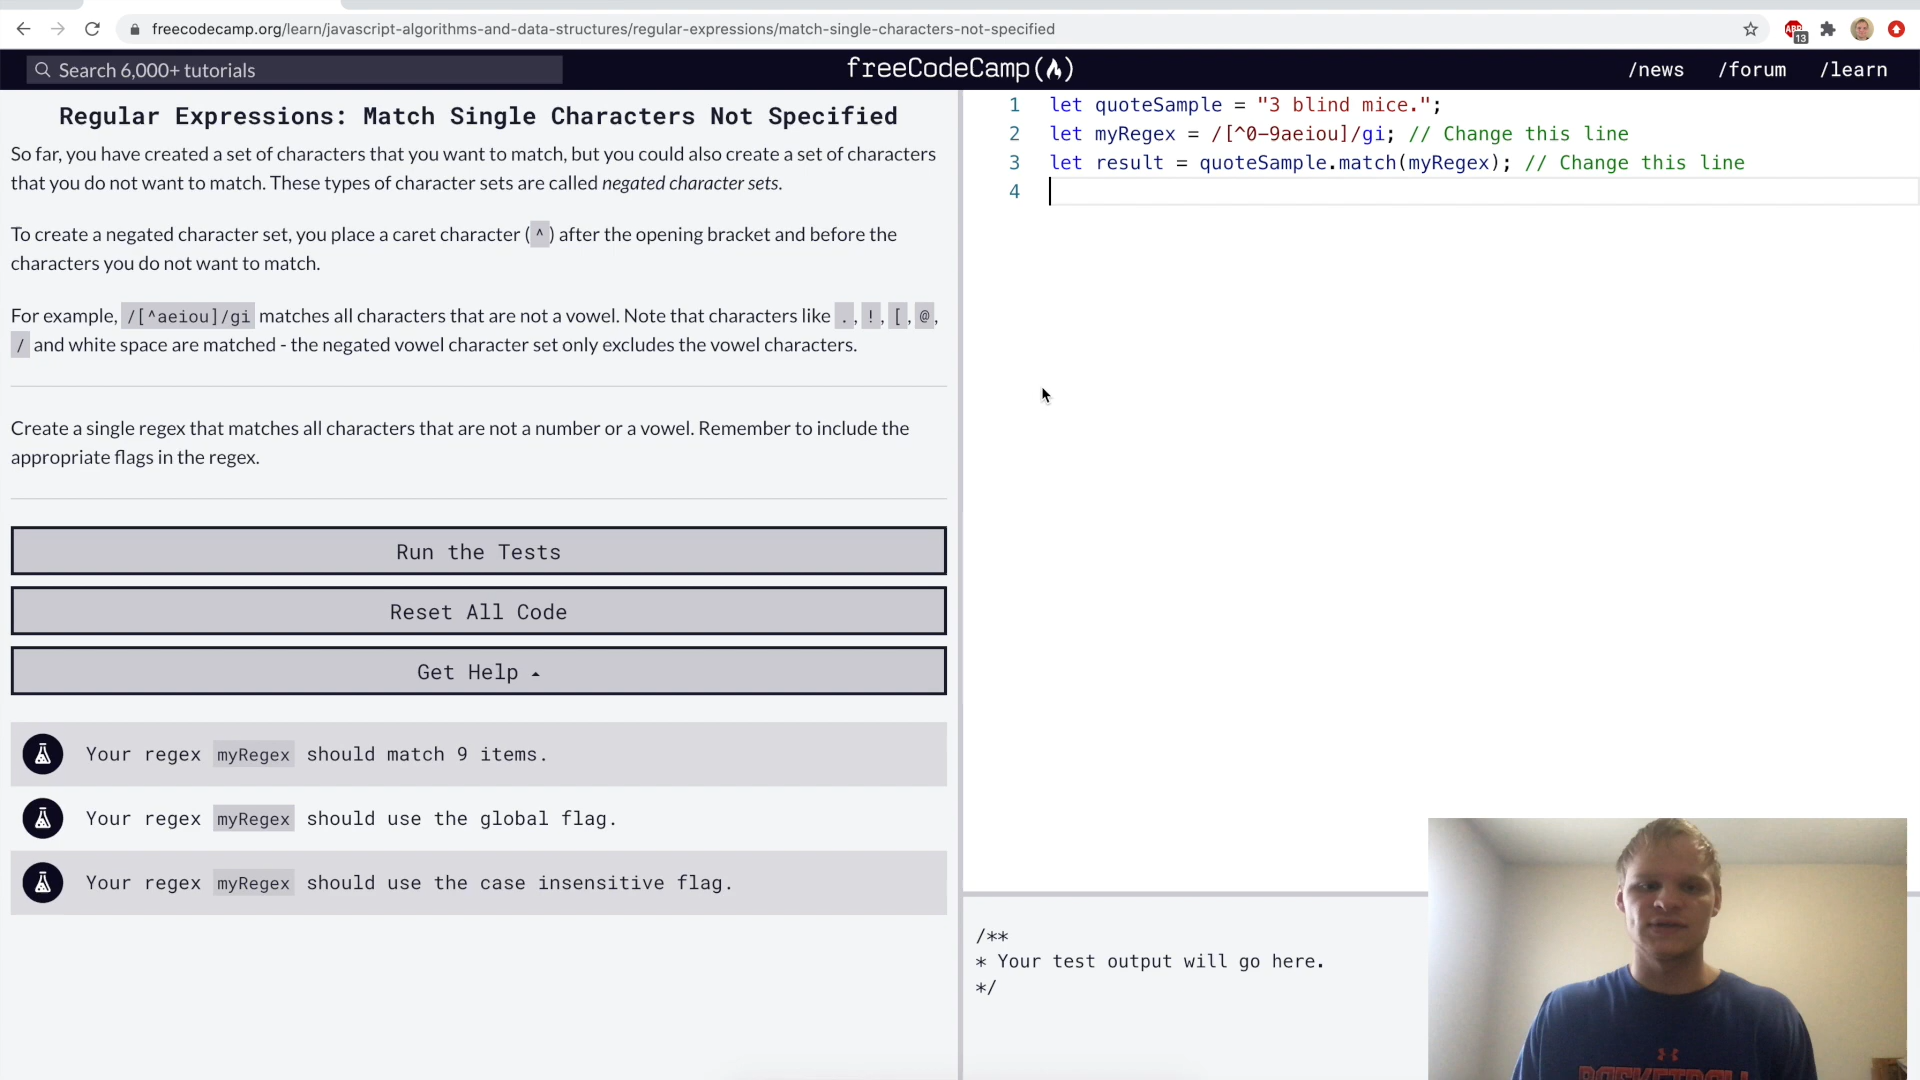 freecodecamp.org/learn/javascript-algorithms-and-data-structures/regular-expressions/match-single-characters-not-specified
ABP
13
Search 6,000+ tutorials
freeCodeCamp
/news
/forum
/learn
Regular Expressions: Match Single Characters Not Specified
So far, you have created a set of characters that you want to match, but you could also create a set of characters
that you do not want to match. These types of character sets are called negated character sets.
To create a negated character set, you place a caret character ( ^ ) after the opening bracket and before the
characters you do not want to match.
For example, /[^aeiou]/gi matches all characters that are not a vowel. Note that characters like . , ! , [ , @ ,
/ and white space are matched - the negated vowel character set only excludes the vowel characters.
Create a single regex that matches all characters that are not a number or a vowel. Remember to include the
appropriate flags in the regex.
Run the Tests
Reset All Code
Get Help
Your regex myRegex should match 9 items.
Your regex myRegex should use the global flag.
Your regex myRegex should use the case insensitive flag.
1 let quoteSample = "3 blind mice.";
2 let myRegex = /[^0-9aeiou]/gi; // Change this line
3 let result = quoteSample.match(myRegex); // Change this line
4
/**
* Your test output will go here.
*/
BASKETBALL